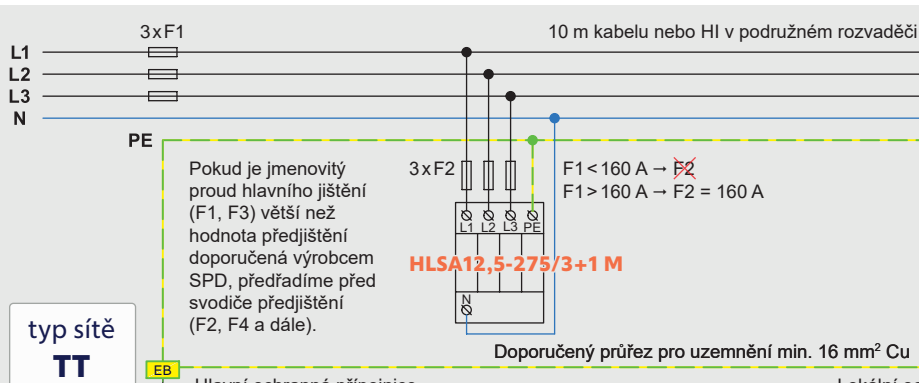 3xF1
10 m kabelu nebo HI v podružném rozvaděči
L1
L2
L3
N
PE
Pokud je jmenovitý
proud hlavního jištění
(F1, F3) větší než
hodnota předjištění
doporučená výrobcem
SPD, předřadíme před
svodiče předjištění
(F2, F4 a dále).
3xF2
F1 < 160 A → F2
F1 > 160 A → F2 = 160 A
L1 L2 L3 PE
HLSA12,5-275/3+1 M
N
typ sítě
TT
Doporučený průřez pro uzemnění min. 16 mm² Cu
EB